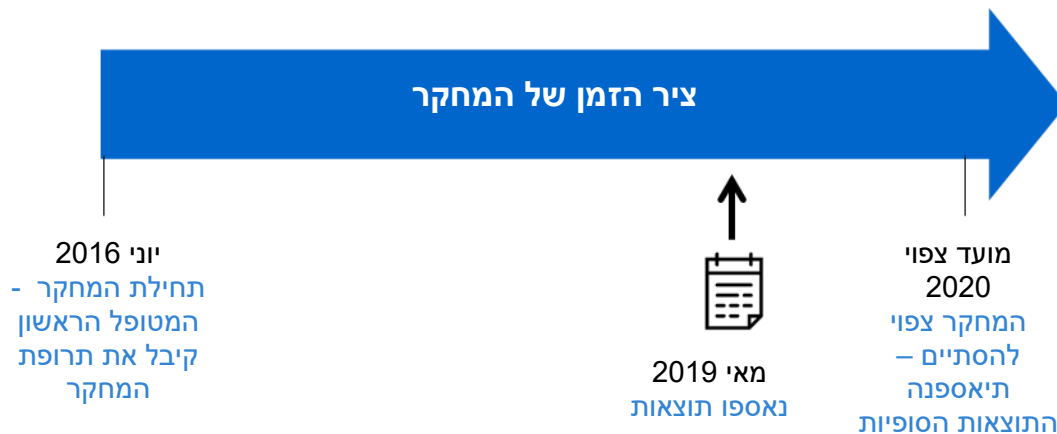 ציר הזמן של המחקר
יוני 2016
תחילת המחקר -
המטופל הראשון
קיבל את תרופת
המחקר
מאי 2019
נאספו תוצאות
מועד צפוי
2020
המחקר צפוי
להסתיים –
תיאספנה
התוצאות הסופיות